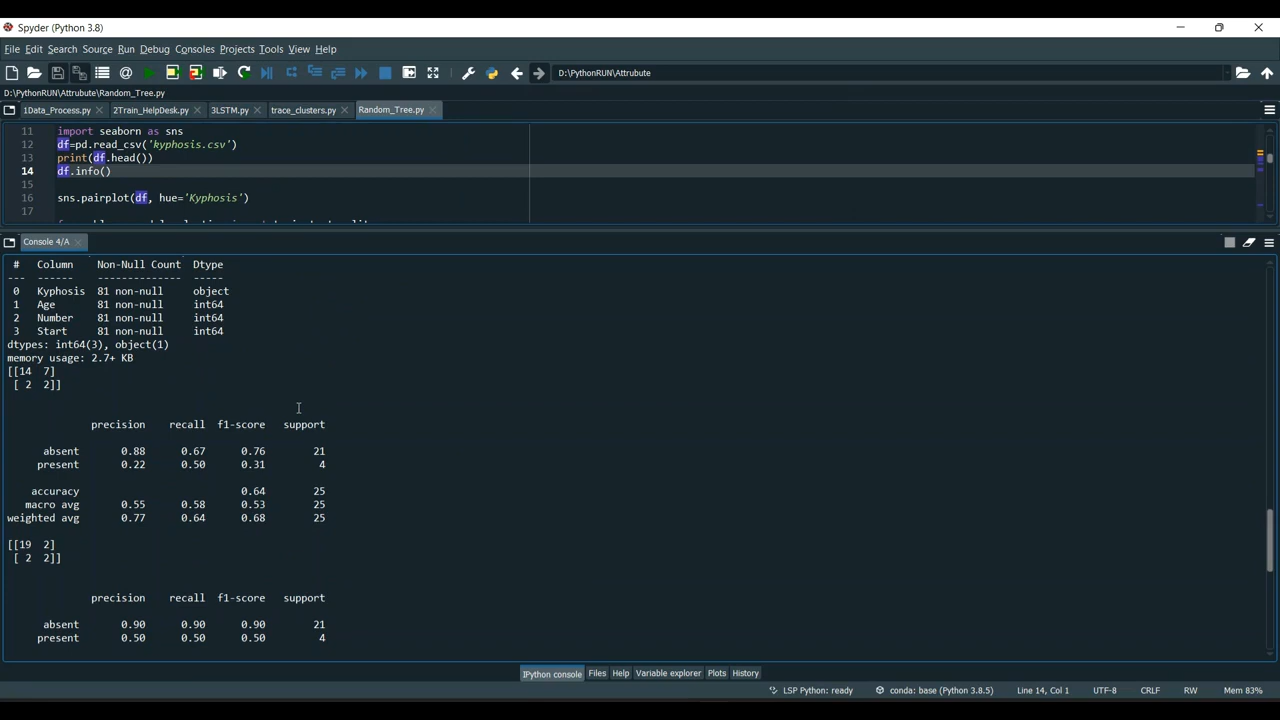 Spyder (Python 3.8)
File Edit Search Source Run Debug Consoles Projects Tools View Help
D:\PythonRUN\Attrubute
D:\PythonRUN\Attrubute\Random_Tree.py
1Data_Process.py 2Train_HelpDesk.py 3LSTM.py trace_clusters.py Random_Tree.py
11 import seaborn as sns
12 df=pd.read_csv('kyphosis.csv')
13 print(df.head())
14 df.info()
15
16 sns.pairplot(df, hue='Kyphosis')
17
Console 4/A
# Column Non-Null Count Dtype
--- ------ -------------- -----
0 Kyphosis 81 non-null object
1 Age 81 non-null int64
2 Number 81 non-null int64
3 Start 81 non-null int64
dtypes: int64(3), object(1)
memory usage: 2.7+ KB
[[14 7]
[ 2 2]]
precision recall f1-score support
absent 0.88 0.67 0.76 21
present 0.22 0.50 0.31 4
accuracy 0.64 25
macro avg 0.55 0.58 0.53 25
weighted avg 0.77 0.64 0.68 25
[[19 2]
[ 2 2]]
precision recall f1-score support
absent 0.90 0.90 0.90 21
present 0.50 0.50 0.50 4
IPython console Files Help Variable explorer Plots History
LSP Python: ready conda: base (Python 3.8.5) Line 14, Col 1 UTF-8 CRLF RW Mem 83%